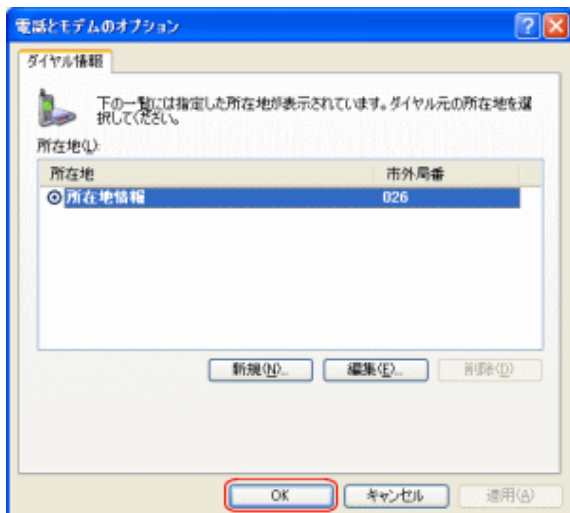 電話とモデムのオプション
ダイヤル情報
下の一覧には指定した所在地が表示されています。ダイヤル元の所在地を選
択してください。
所在地(L):
所在地 市外局番
所在地情報 026
新規(N)... 編集(E)... 削除(D)
OK キャンセル 適用(A)